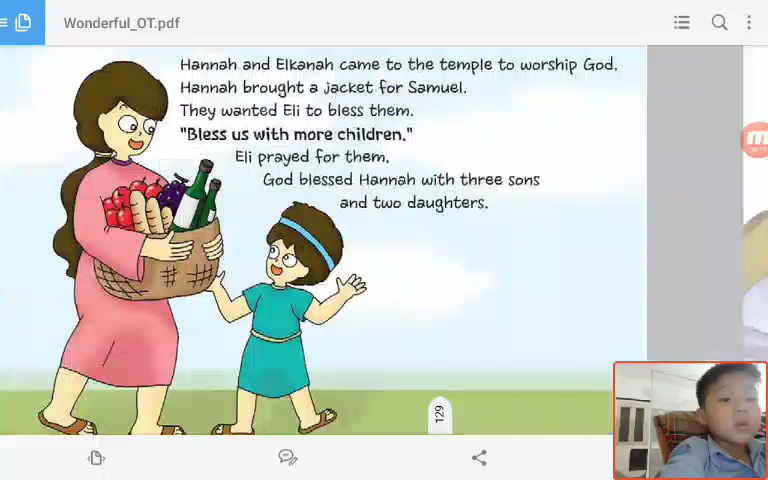 Wonderful_OT.pdf
Hannah and Elkanah came to the temple to worship God.
Hannah brought a jacket for Samuel.
They wanted Eli to bless them.
"Bless us with more children."
Eli prayed for them.
God blessed Hannah with three sons
and two daughters.
129